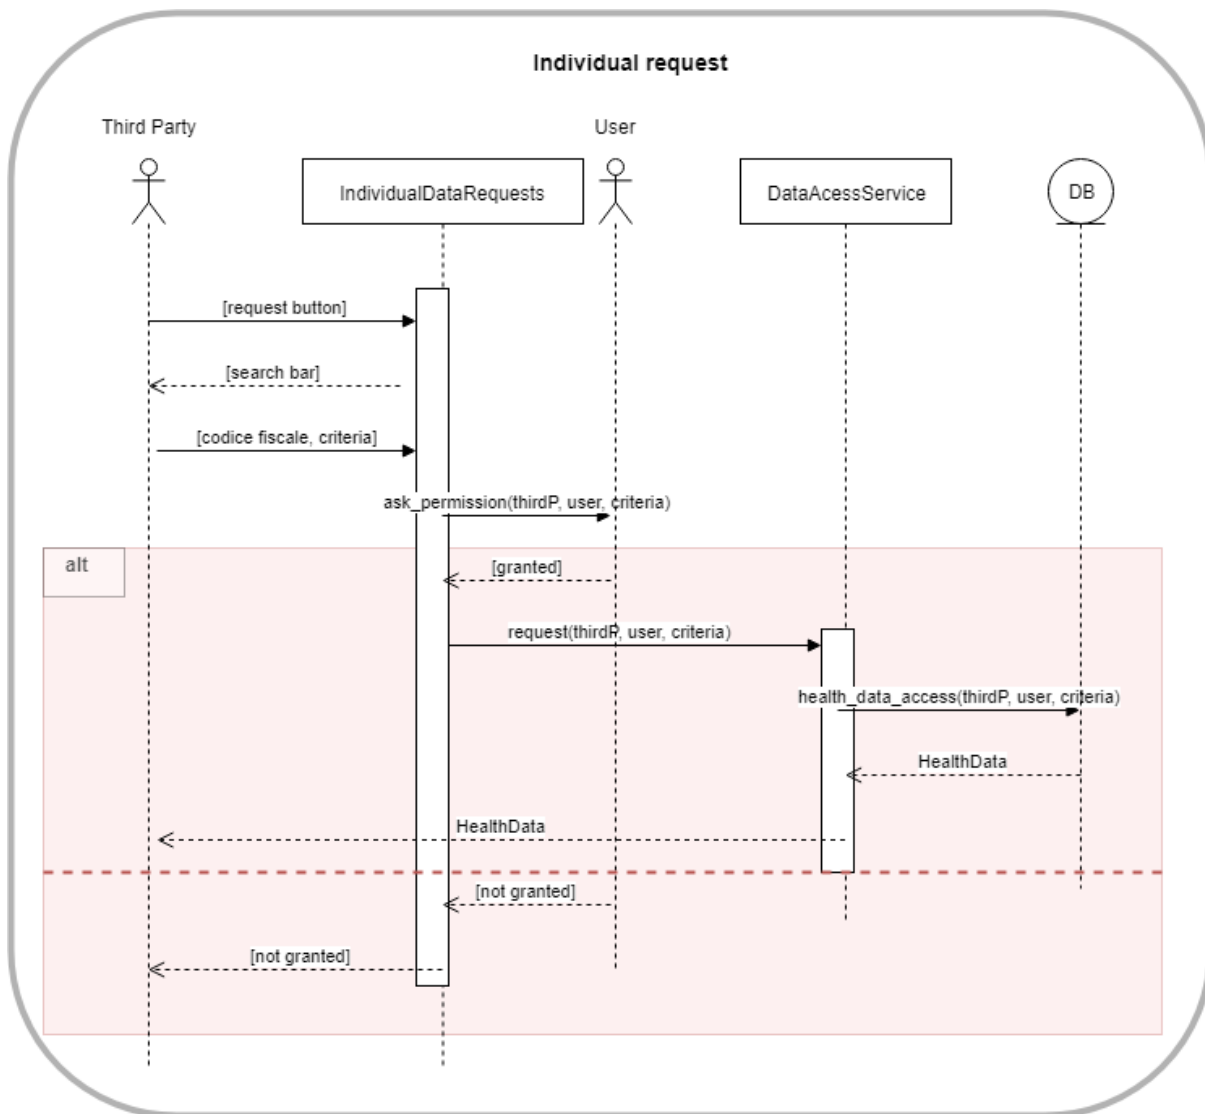 Individual request
Third Party
User
IndividualDataRequests
DataAcessService
DB
[request button]
[search bar]
[codice fiscale, criteria]
ask_permission(thirdP, user, criteria)
alt
[granted]
request(thirdP, user, criteria)
health_data_access(thirdP, user, criteria)
HealthData
HealthData
[not granted]
[not granted]